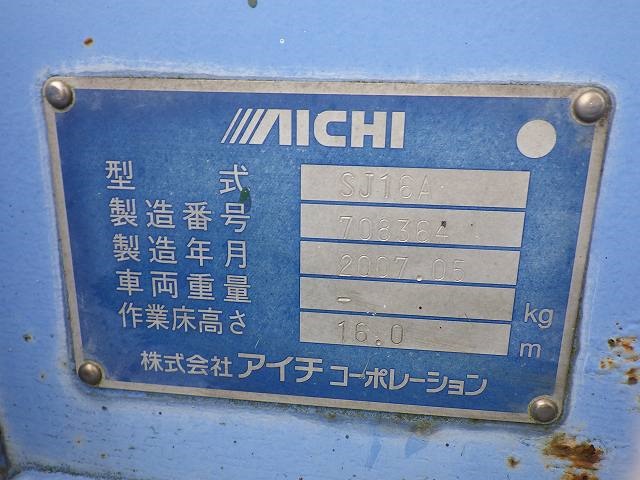 AICHI
型 式 SJ16A
製造番号 708364
製造年月 2007.05
車両重量 - kg
作業床高さ 16.0 m
株式会社 アイチ コーポレーション